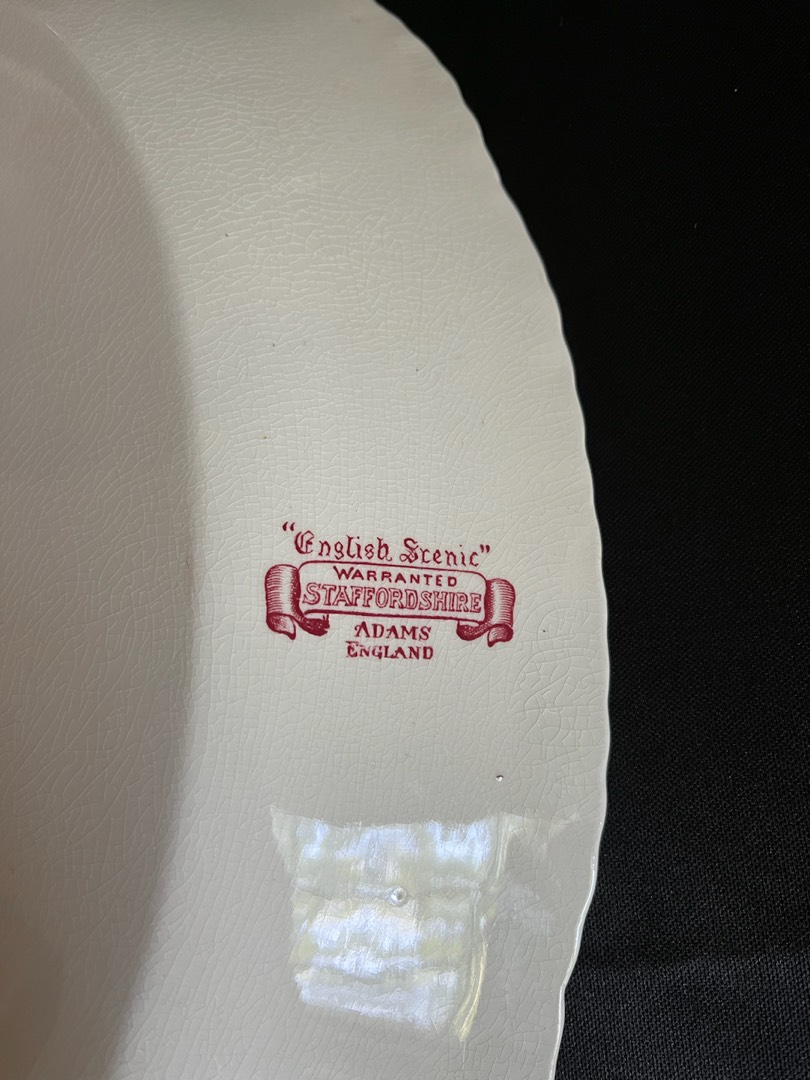 "English Scenic"
WARRANTED
STAFFORDSHIRE
ADAMS
ENGLAND